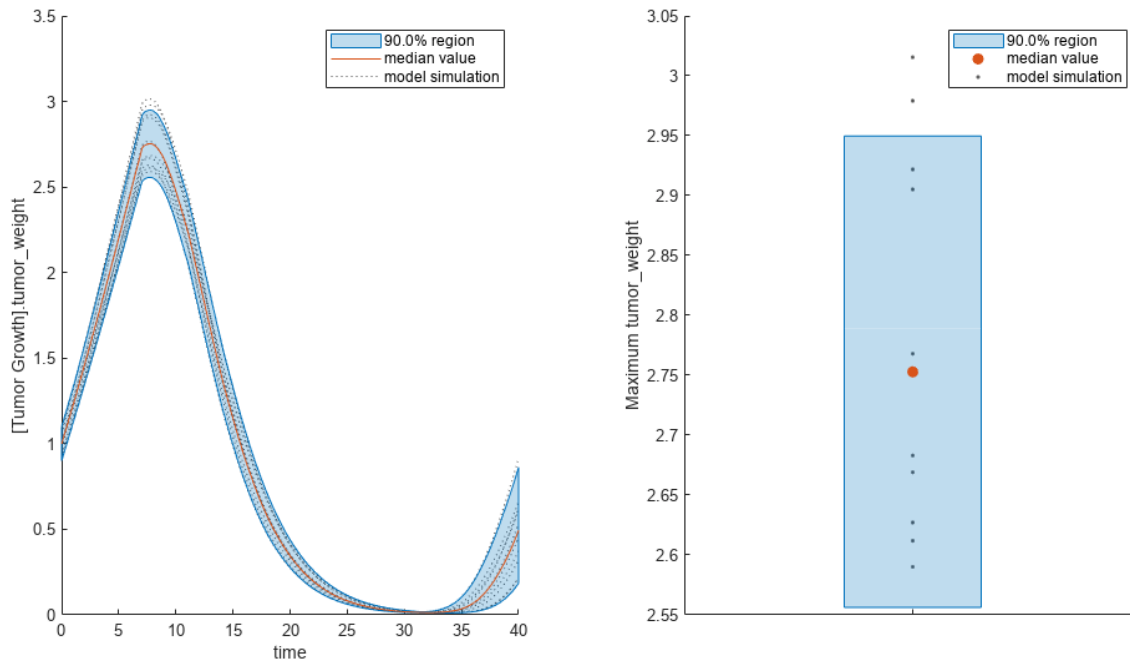 3.5
3
2.5
2
1.5
1
0.5
0
[Tumor Growth].tumor_weight
0 5 10 15 20 25 30 35 40
time
90.0% region
median value
model simulation
3.05
3
2.95
2.9
2.85
2.8
2.75
2.7
2.65
2.6
2.55
Maximum tumor_weight
90.0% region
median value
model simulation